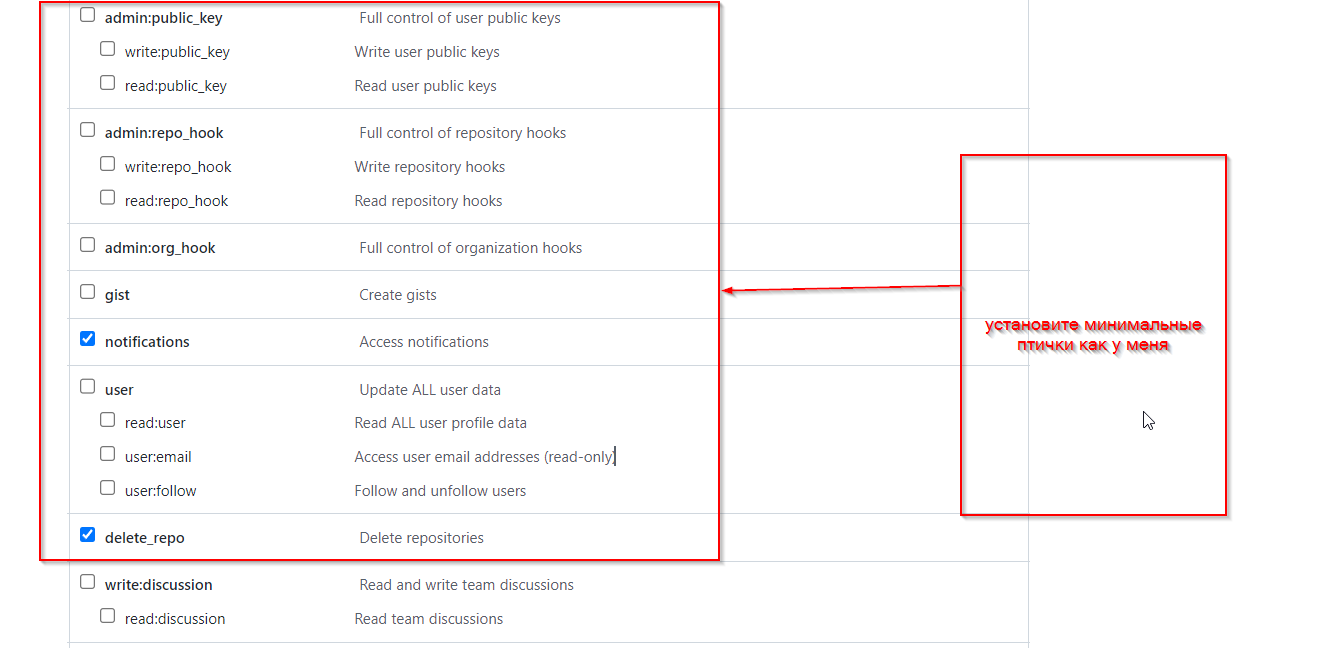 admin:public_key Full control of user public keys
write:public_key Write user public keys
read:public_key Read user public keys
admin:repo_hook Full control of repository hooks
write:repo_hook Write repository hooks
read:repo_hook Read repository hooks
admin:org_hook Full control of organization hooks
gist Create gists
notifications Access notifications
user Update ALL user data
read:user Read ALL user profile data
user:email Access user email addresses (read-only)
user:follow Follow and unfollow users
delete_repo Delete repositories
write:discussion Read and write team discussions
read:discussion Read team discussions
установите минимальные
птички как у меня